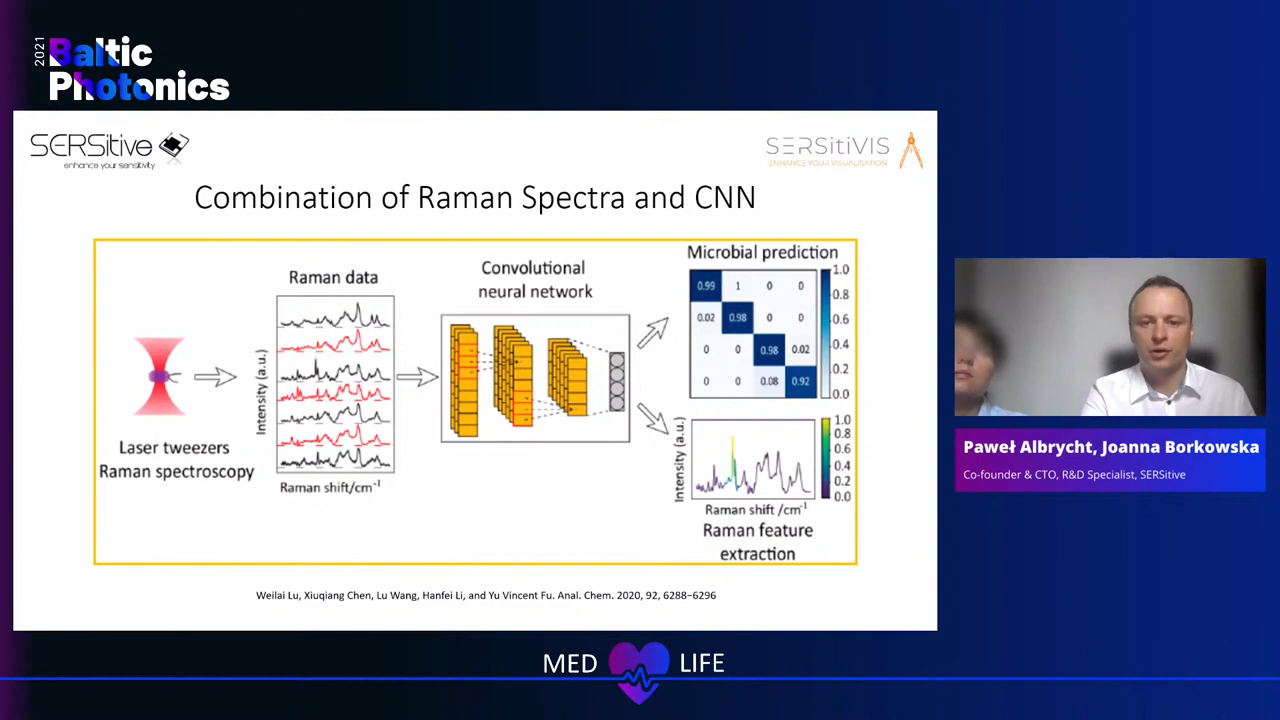 2021
Baltic
Photonics
SERSitive
enhance your sensitivity
SERSitiVIS
ENHANCE YOUR VISUALISATION
Combination of Raman Spectra and CNN
Laser tweezers
Raman spectroscopy
Raman data
Intensity (a.u.)
Raman shift/cm⁻¹
Convolutional
neural network
Microbial prediction
0.99 1 0 0
0.02 0.98 0 0
0 0 0.98 0.02
0 0 0.08 0.92
1.0
0.8
0.6
0.4
0.2
0.0
Intensity (a.u.)
Raman shift /cm⁻¹
1.0
0.8
0.6
0.4
0.2
0.0
Raman feature
extraction
Weilai Lu, Xiuqiang Chen, Lu Wang, Hanfei Li, and Yu Vincent Fu. Anal. Chem. 2020, 92, 6288−6296
Paweł Albrycht, Joanna Borkowska
Co-founder & CTO, R&D Specialist, SERSitive
MED LIFE